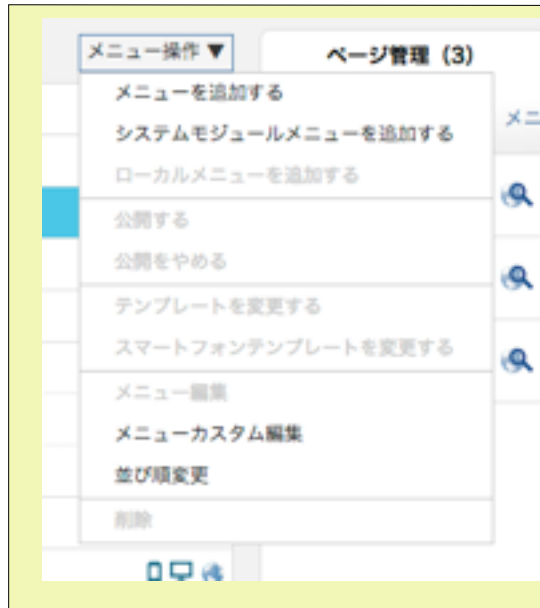 メニュー操作 ▼
ページ管理（3）
メニューを追加する
システムモジュールメニューを追加する
メニ
ローカルメニューを追加する
公開する
公開をやめる
テンプレートを変更する
スマートフォンテンプレートを変更する
メニュー編集
メニューカスタム編集
並び順変更
削除